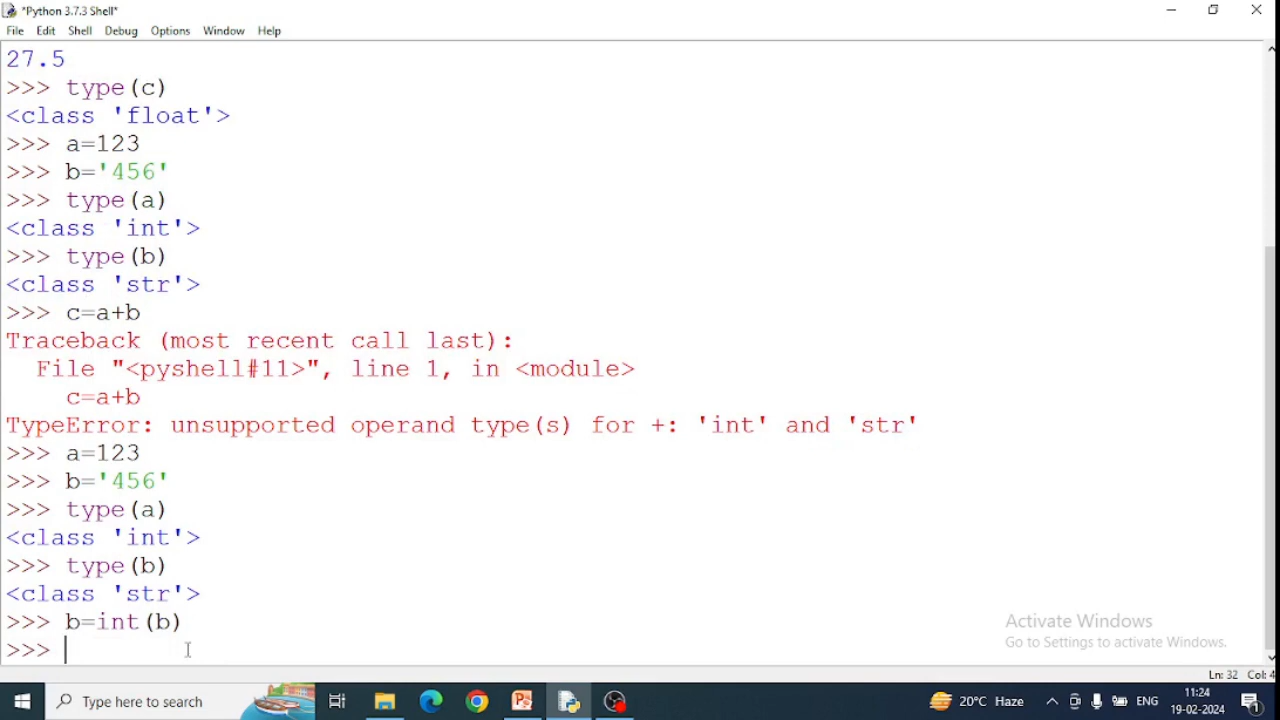 *Python 3.7.3 Shell*
File Edit Shell Debug Options Window Help
27.5
>>> type(c)
<class 'float'>
>>> a=123
>>> b='456'
>>> type(a)
<class 'int'>
>>> type(b)
<class 'str'>
>>> c=a+b
Traceback (most recent call last):
  File "<pyshell#11>", line 1, in <module>
    c=a+b
TypeError: unsupported operand type(s) for +: 'int' and 'str'
>>> a=123
>>> b='456'
>>> type(a)
<class 'int'>
>>> type(b)
<class 'str'>
>>> b=int(b)
>>>
Activate Windows
Go to Settings to activate Windows.
Ln: 32 Col: 4
Type here to search
20°C Haze
ENG
11:24
19-02-2024
1